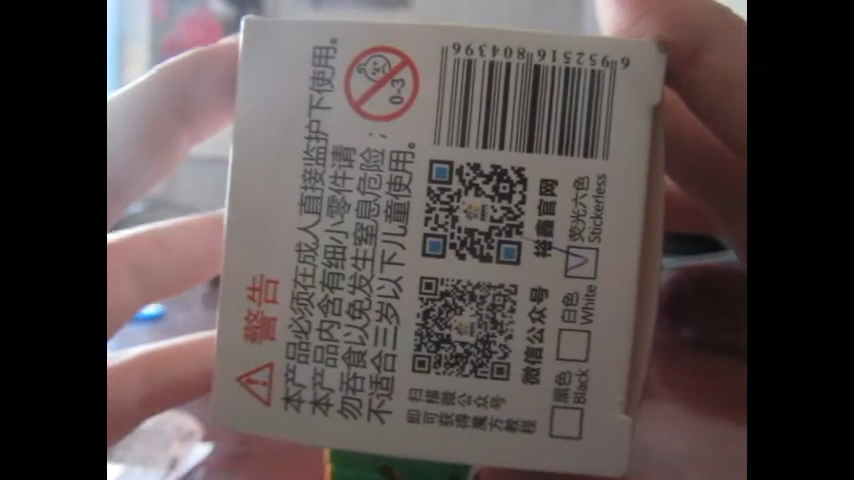 警告
本产品必须在成人直接监护下使用。
本产品内含有细小零件请
勿吞食以免发生窒息危险;
不适合三岁以下儿童使用。
0-3
6952516804396
裕鑫官网
微信公众号
扫描微公众号
即可获得魔方教程
黑色
Black
白色
White
荧光六色
Stickerless